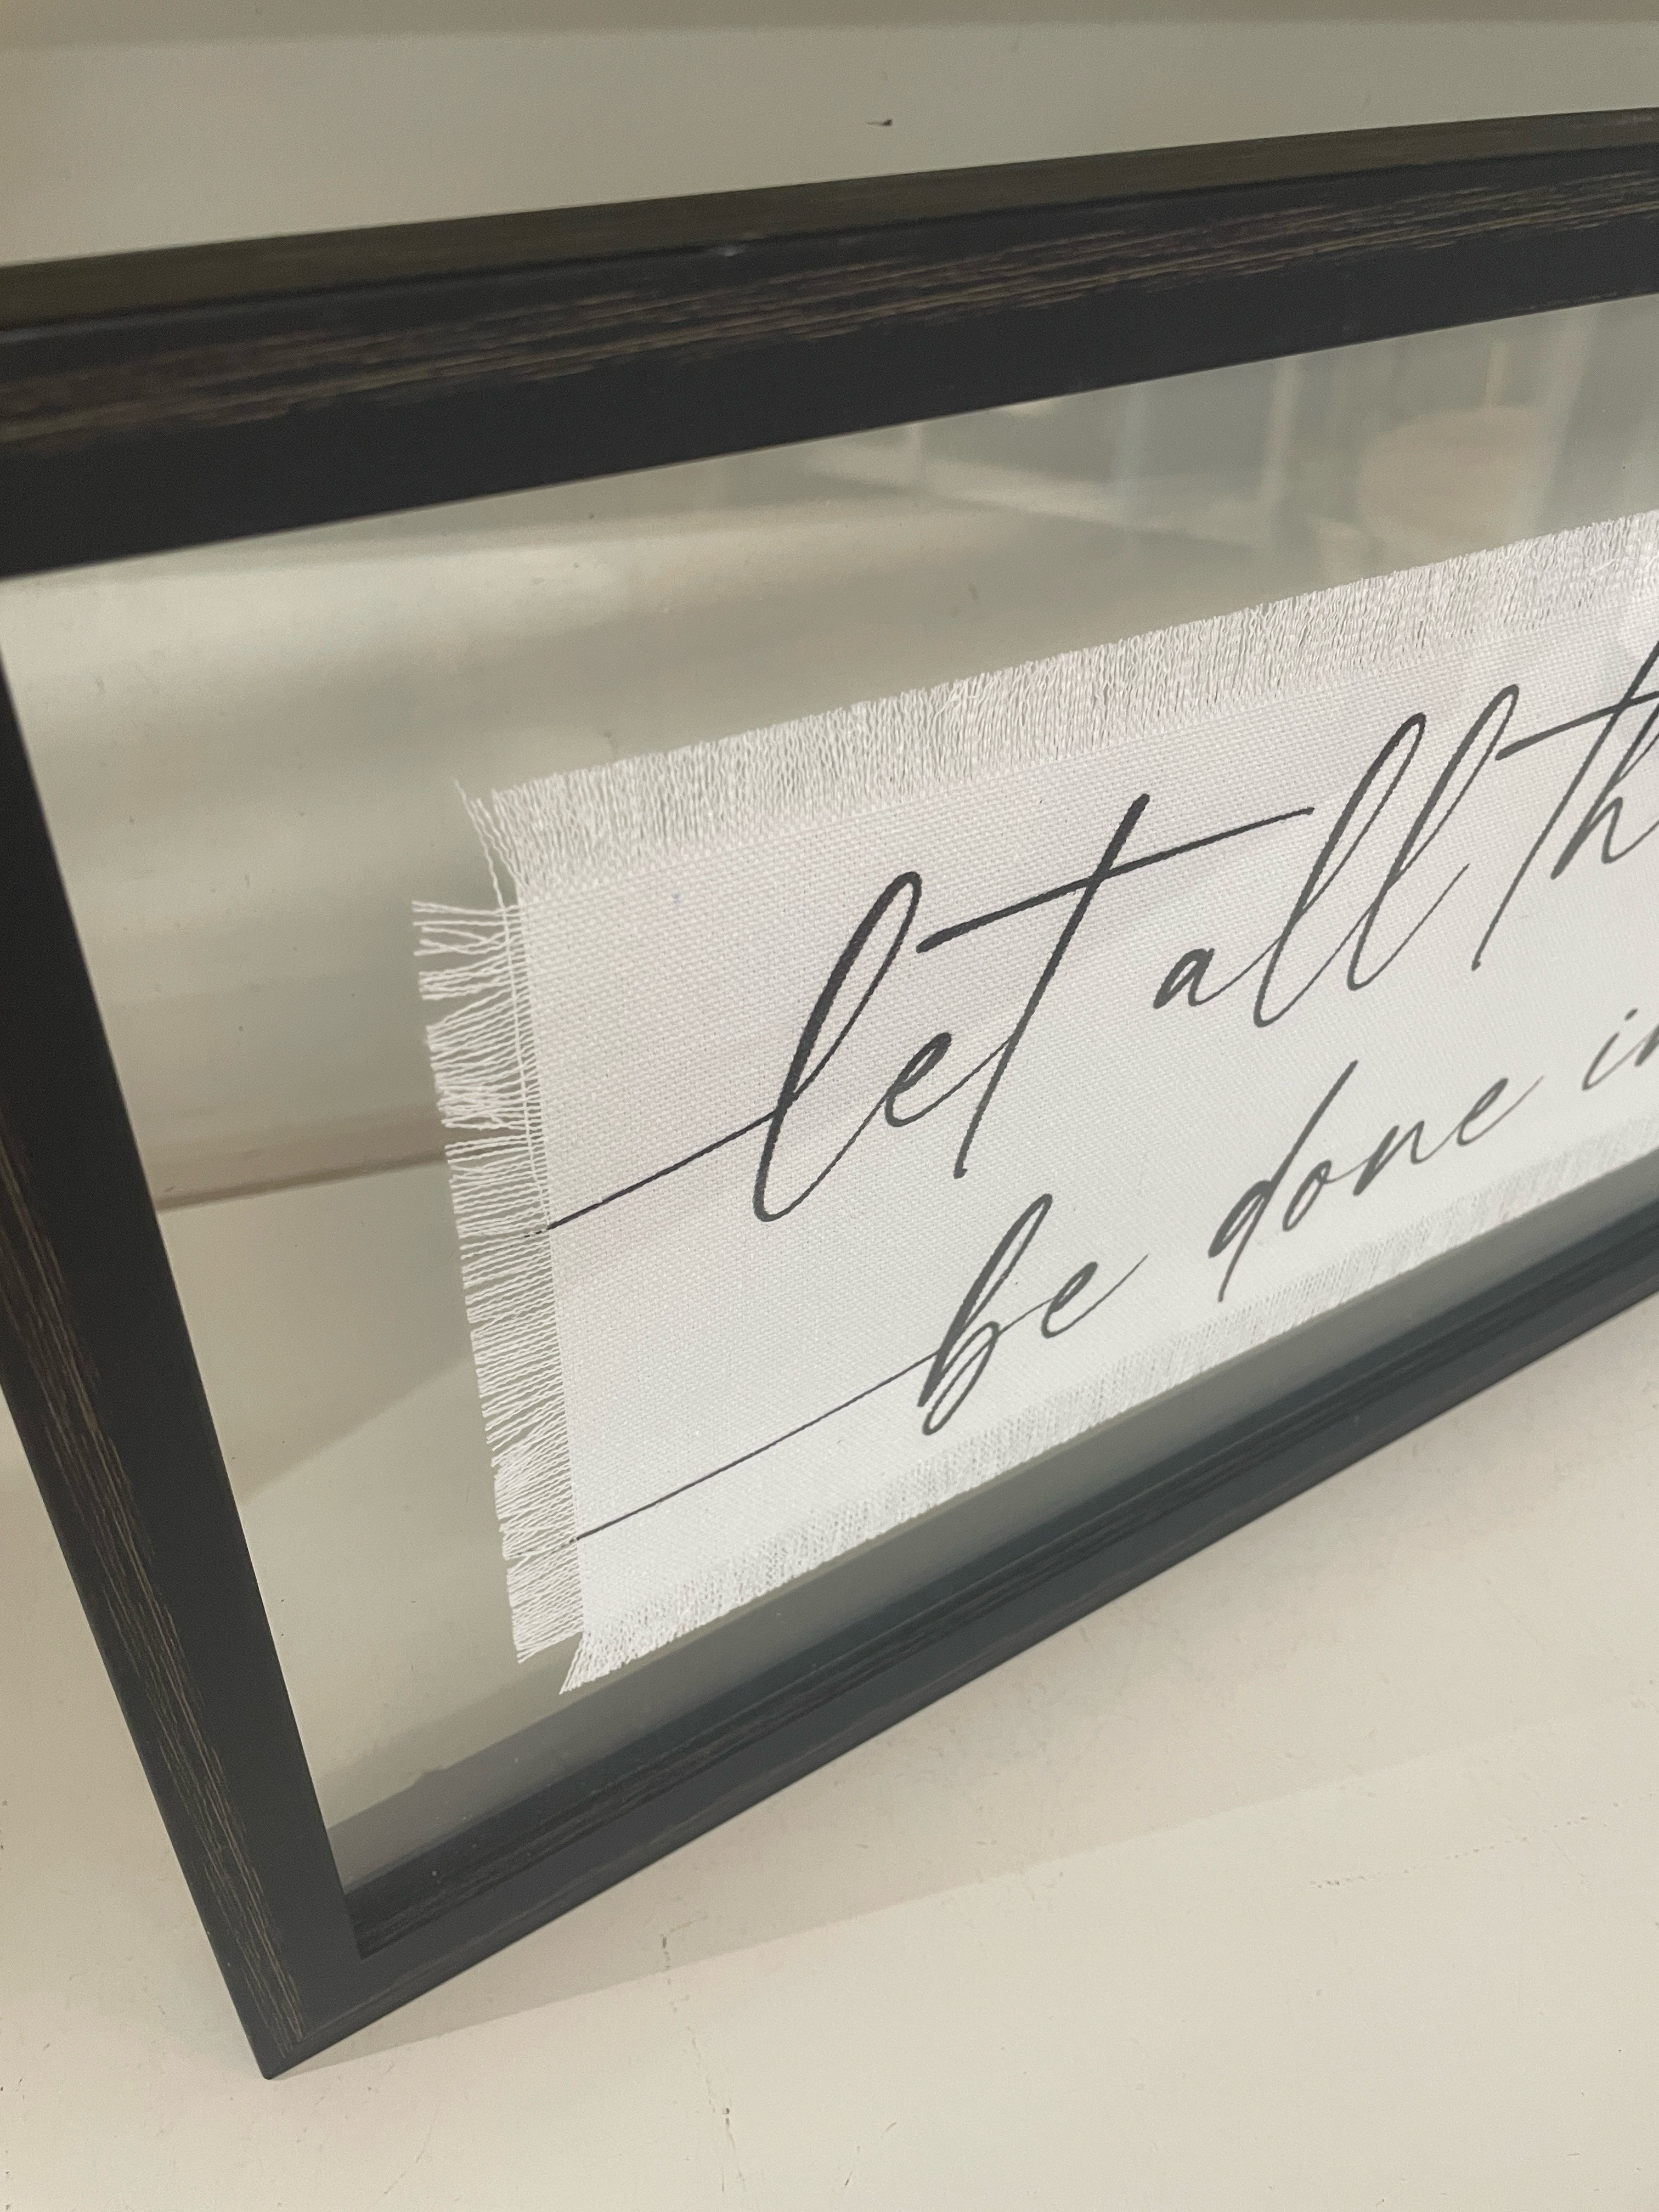 let all th
be done in